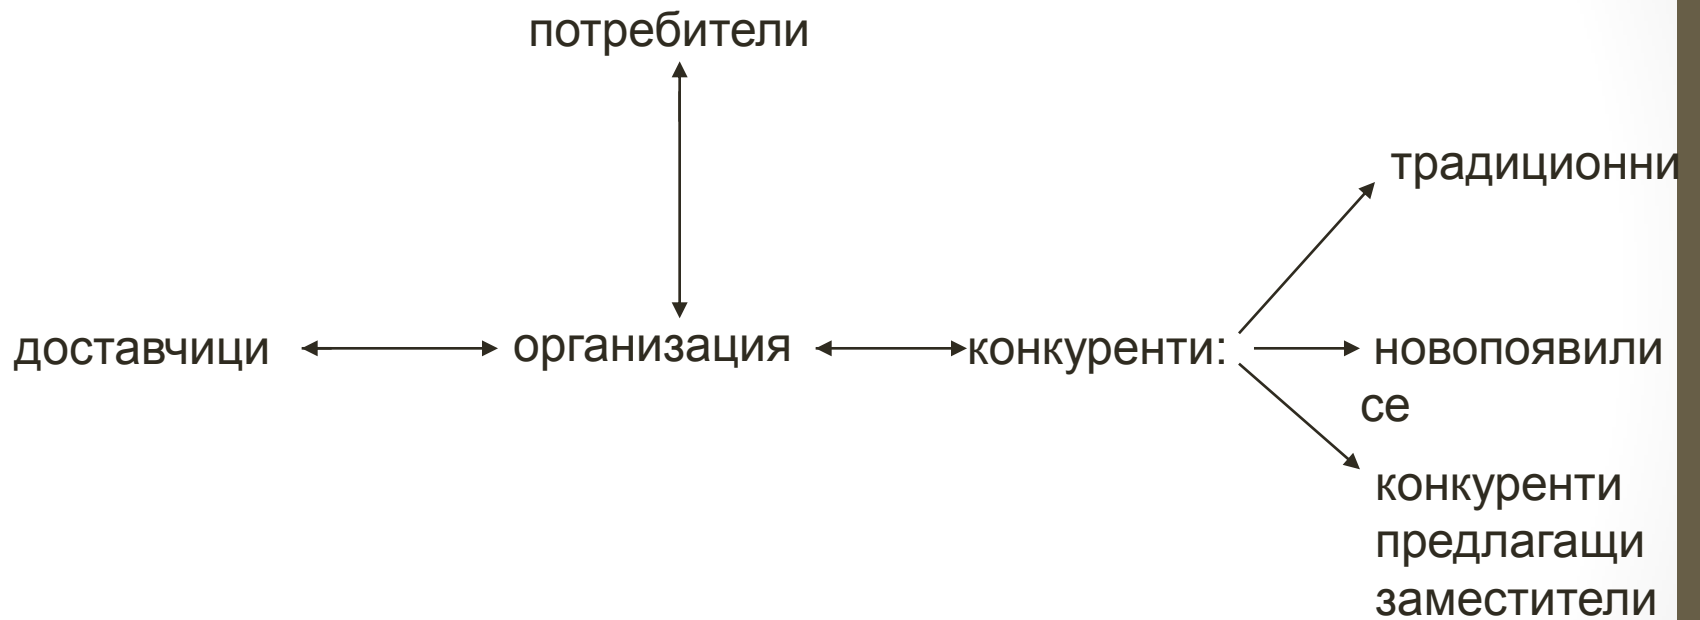 потребители
традиционни
доставчици
организация
конкуренти:
новопоявили
се
конкуренти
предлагащи
заместители